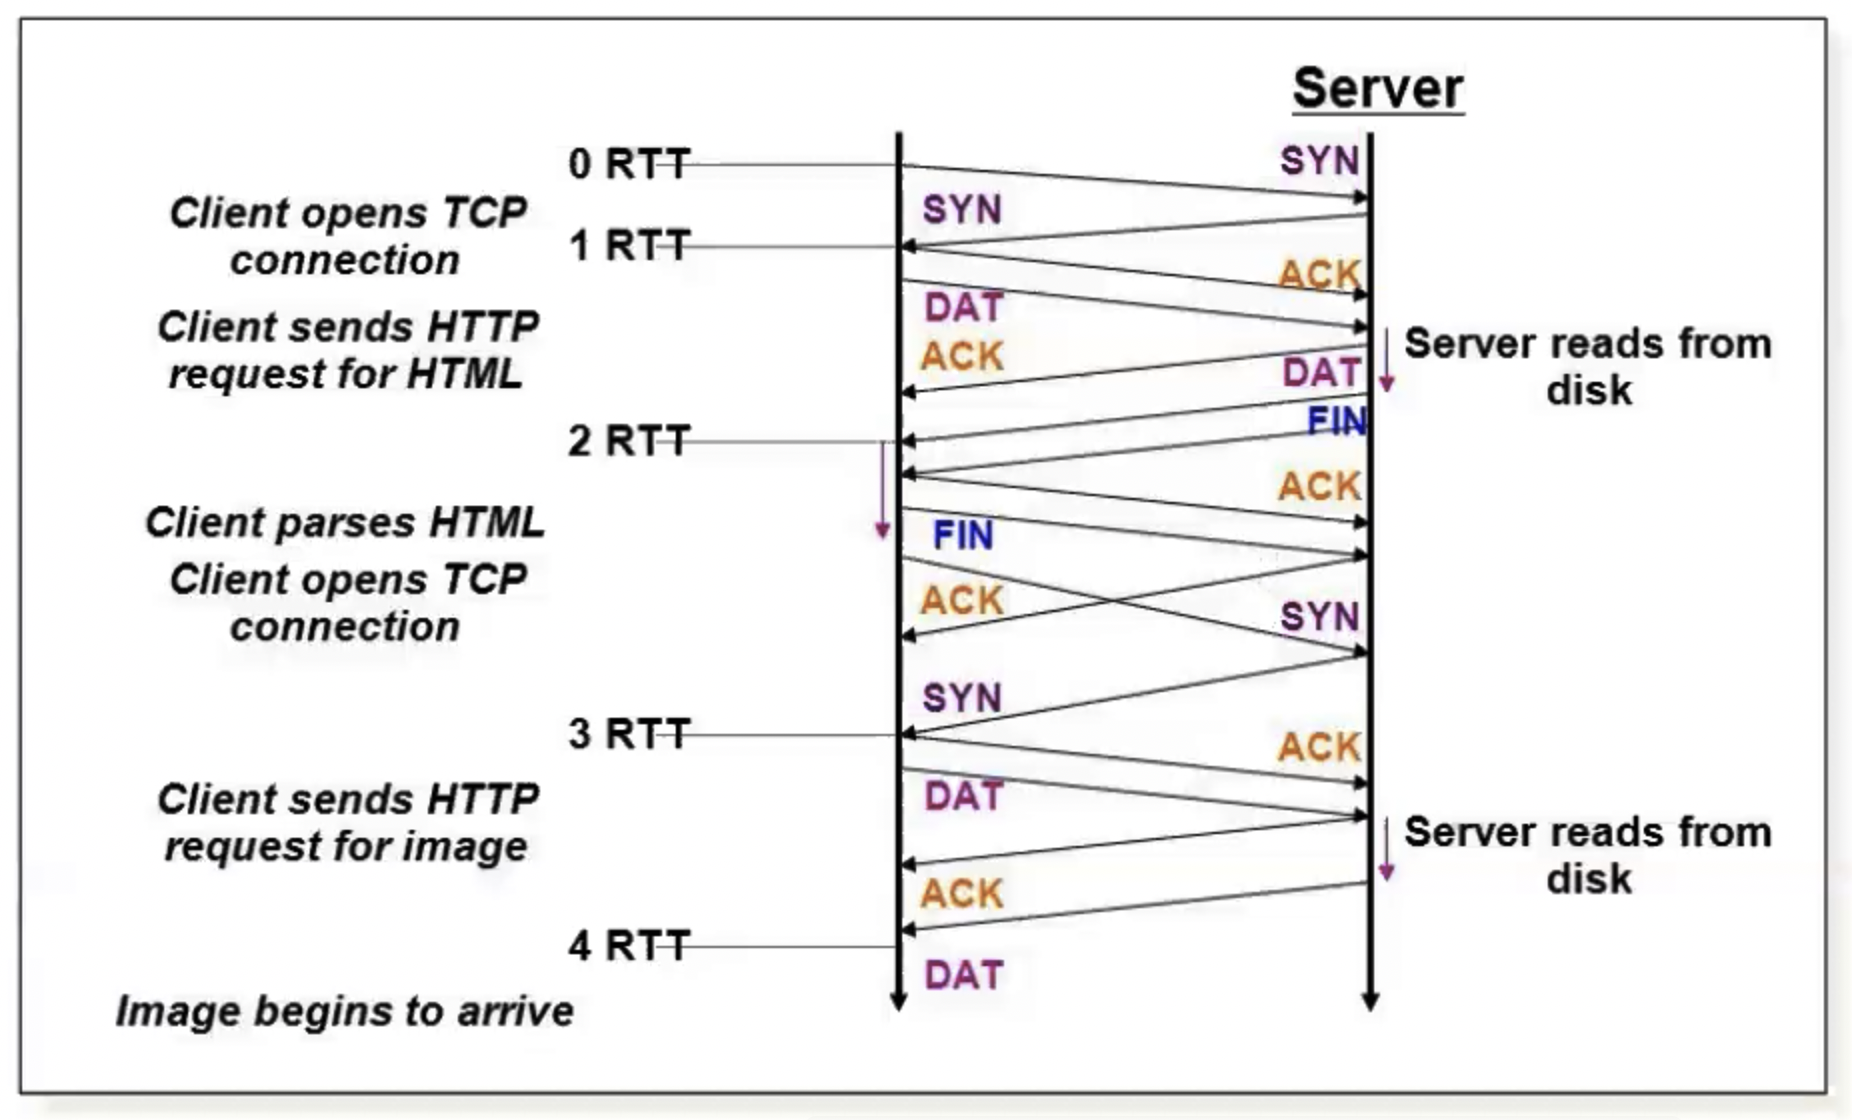 Server
0 RTT
SYN
Client opens TCP
connection
SYN
1 RTT
ACK
Client sends HTTP
request for HTML
DAT
ACK
Server reads from
disk
DAT
FIN
2 RTT
ACK
Client parses HTML
FIN
Client opens TCP
connection
ACK
SYN
SYN
3 RTT
ACK
Client sends HTTP
request for image
DAT
Server reads from
disk
ACK
4 RTT
DAT
Image begins to arrive